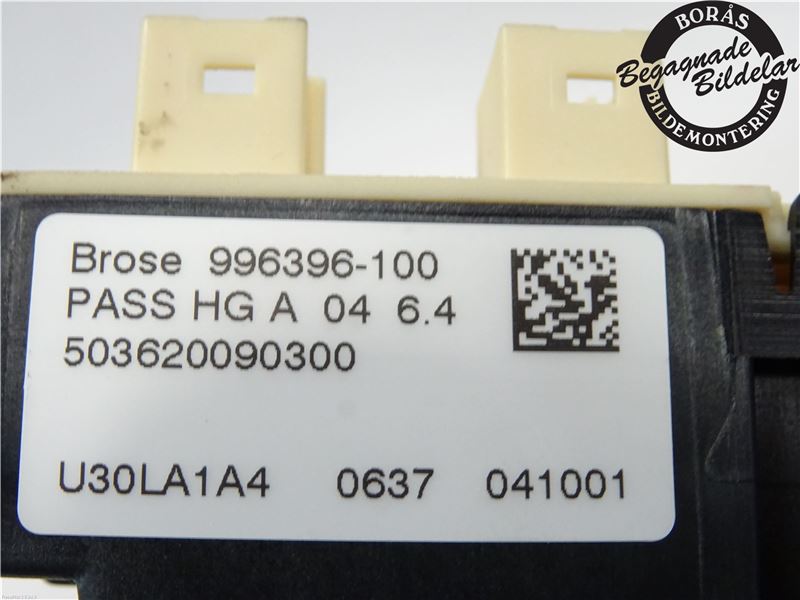 BORÅS
Begagnade
Bildelar
BILDEMONTERING
Brose 996396-100
PASS HG A 04 6.4
503620090300
U30LA1A4 0637 041001